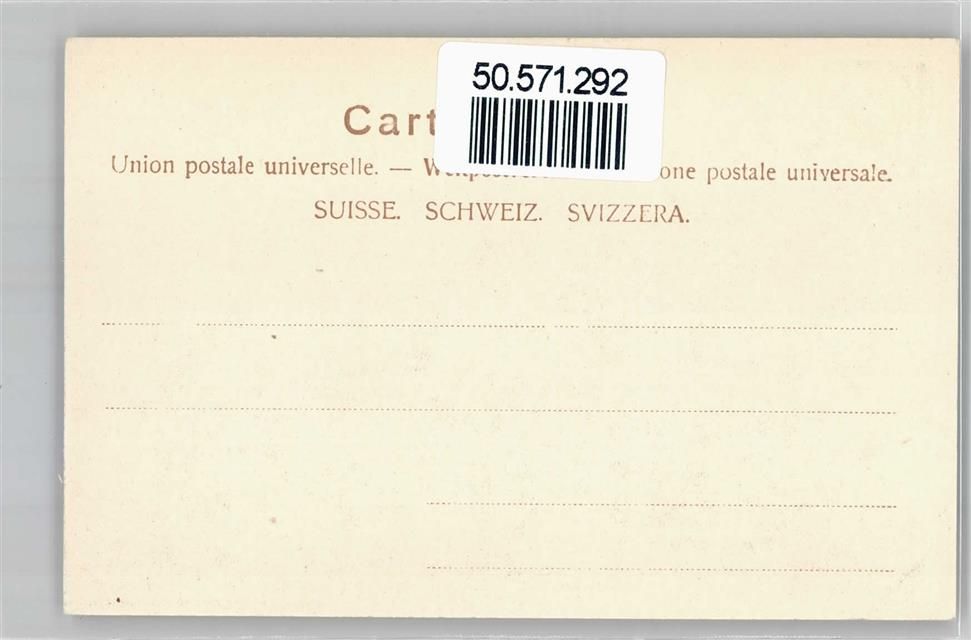 50.571.292
Cart
Union postale universelle. — one postale universale.
SUISSE. SCHWEIZ. SVIZZERA.